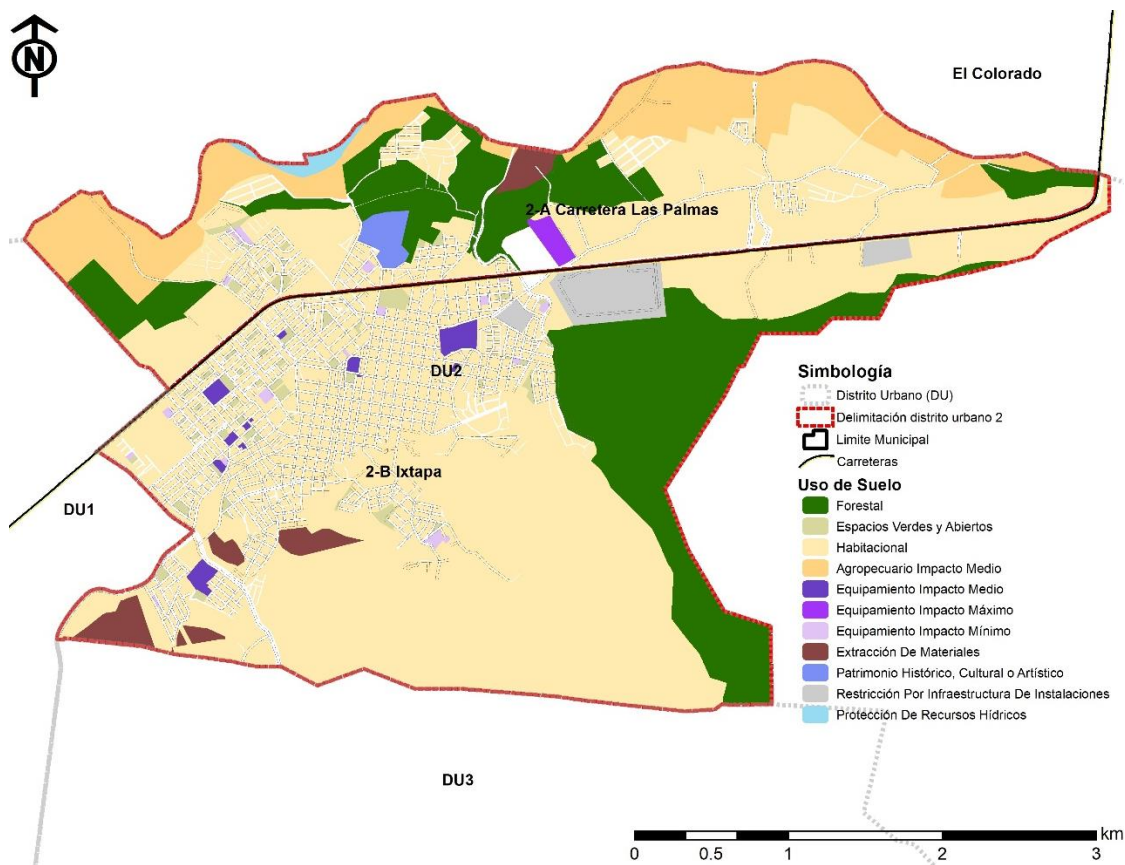 N
El Colorado
2-A Carretera Las Palmas
DU2
2-B Ixtapa
DU1
DU3
Simbología
Distrito Urbano (DU)
Delimitación distrito urbano 2
Limite Municipal
Carreteras
Uso de Suelo
Forestal
Espacios Verdes y Abiertos
Habitacional
Agropecuario Impacto Medio
Equipamiento Impacto Medio
Equipamiento Impacto Máximo
Equipamiento Impacto Mínimo
Extracción De Materiales
Patrimonio Histórico, Cultural o Artístico
Restricción Por Infraestructura De Instalaciones
Protección De Recursos Hídricos
km
0 0.5 1 2 3